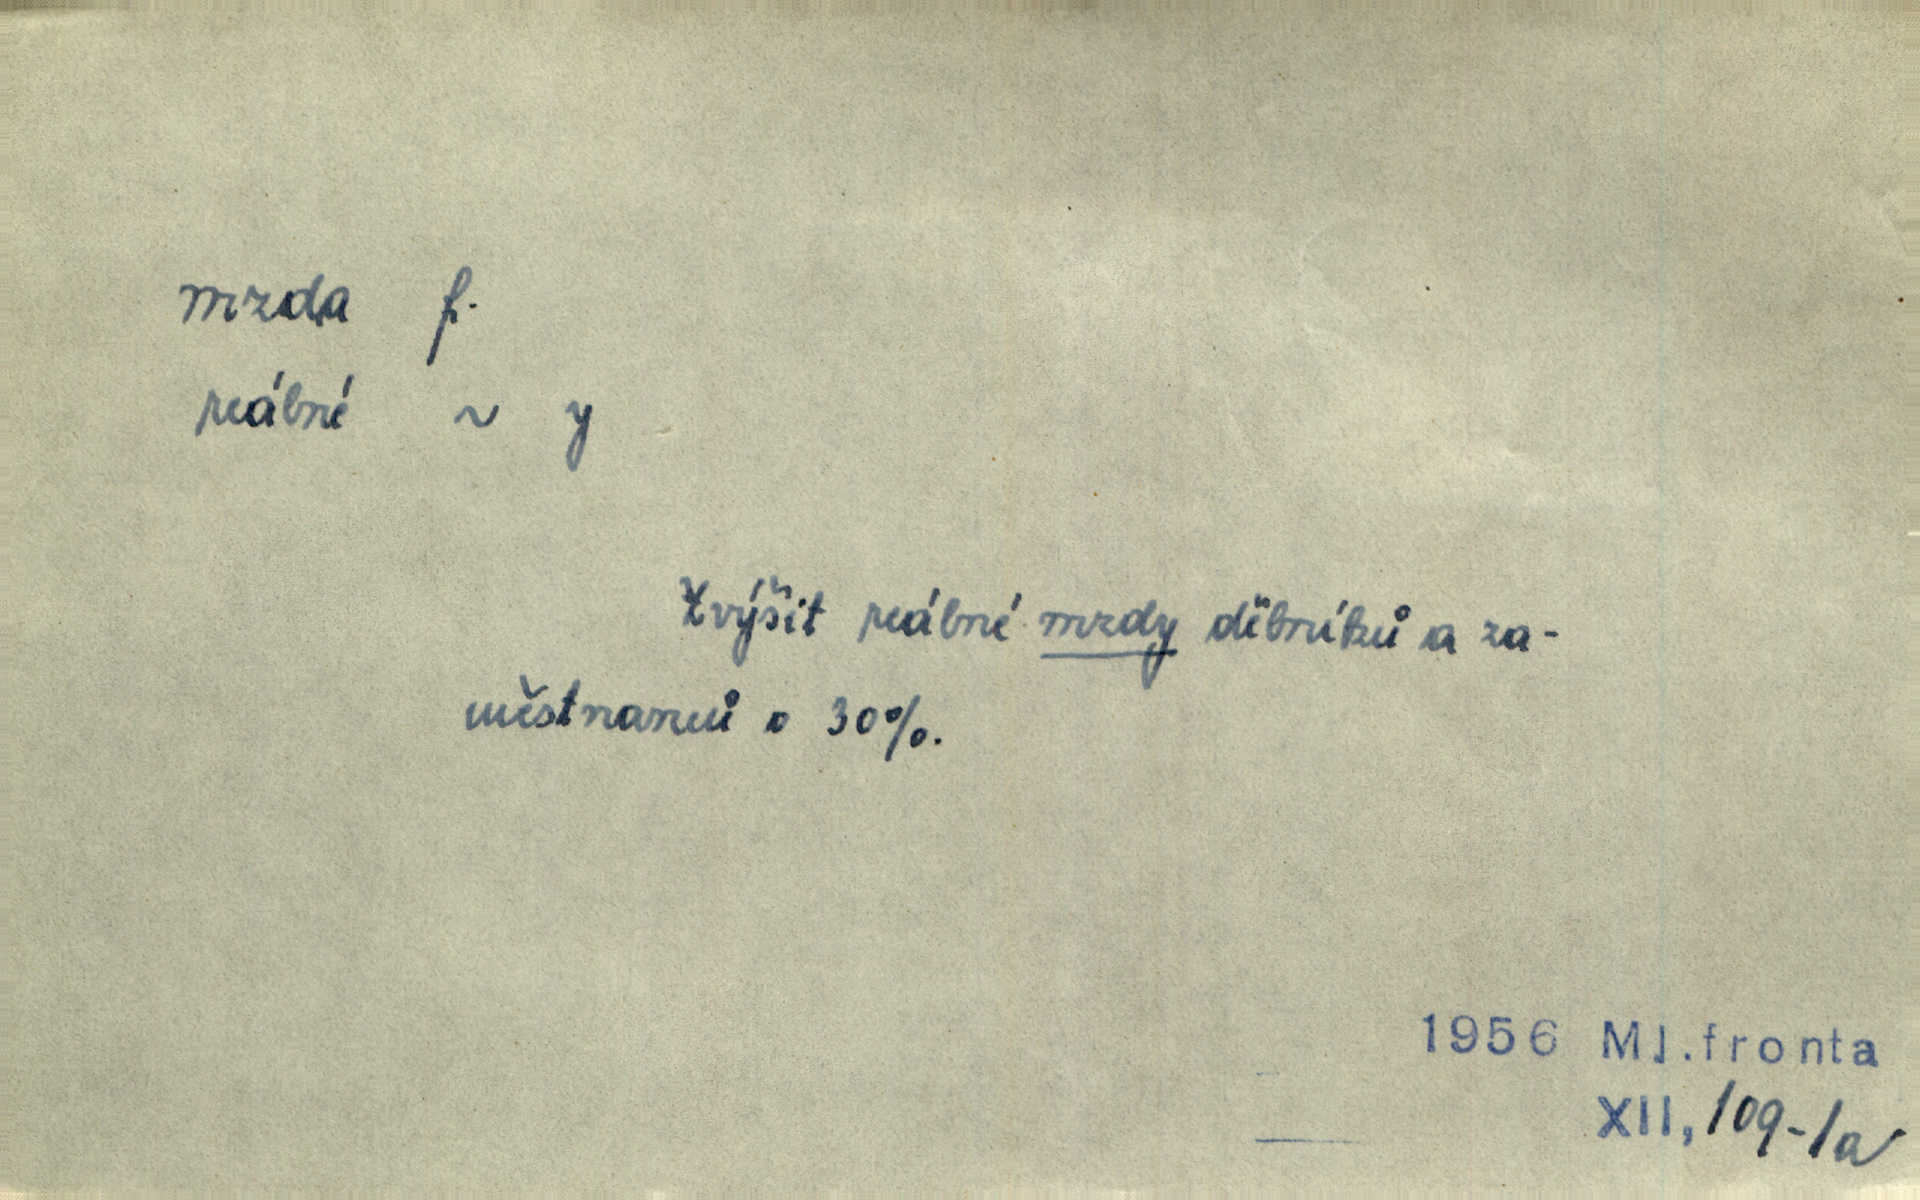 mzda f.
reálné ~ y
Zvýšit reálné mzdy dělníků a za-
městnanců o 30%.
1956 Ml.fronta
XII, 109-1a